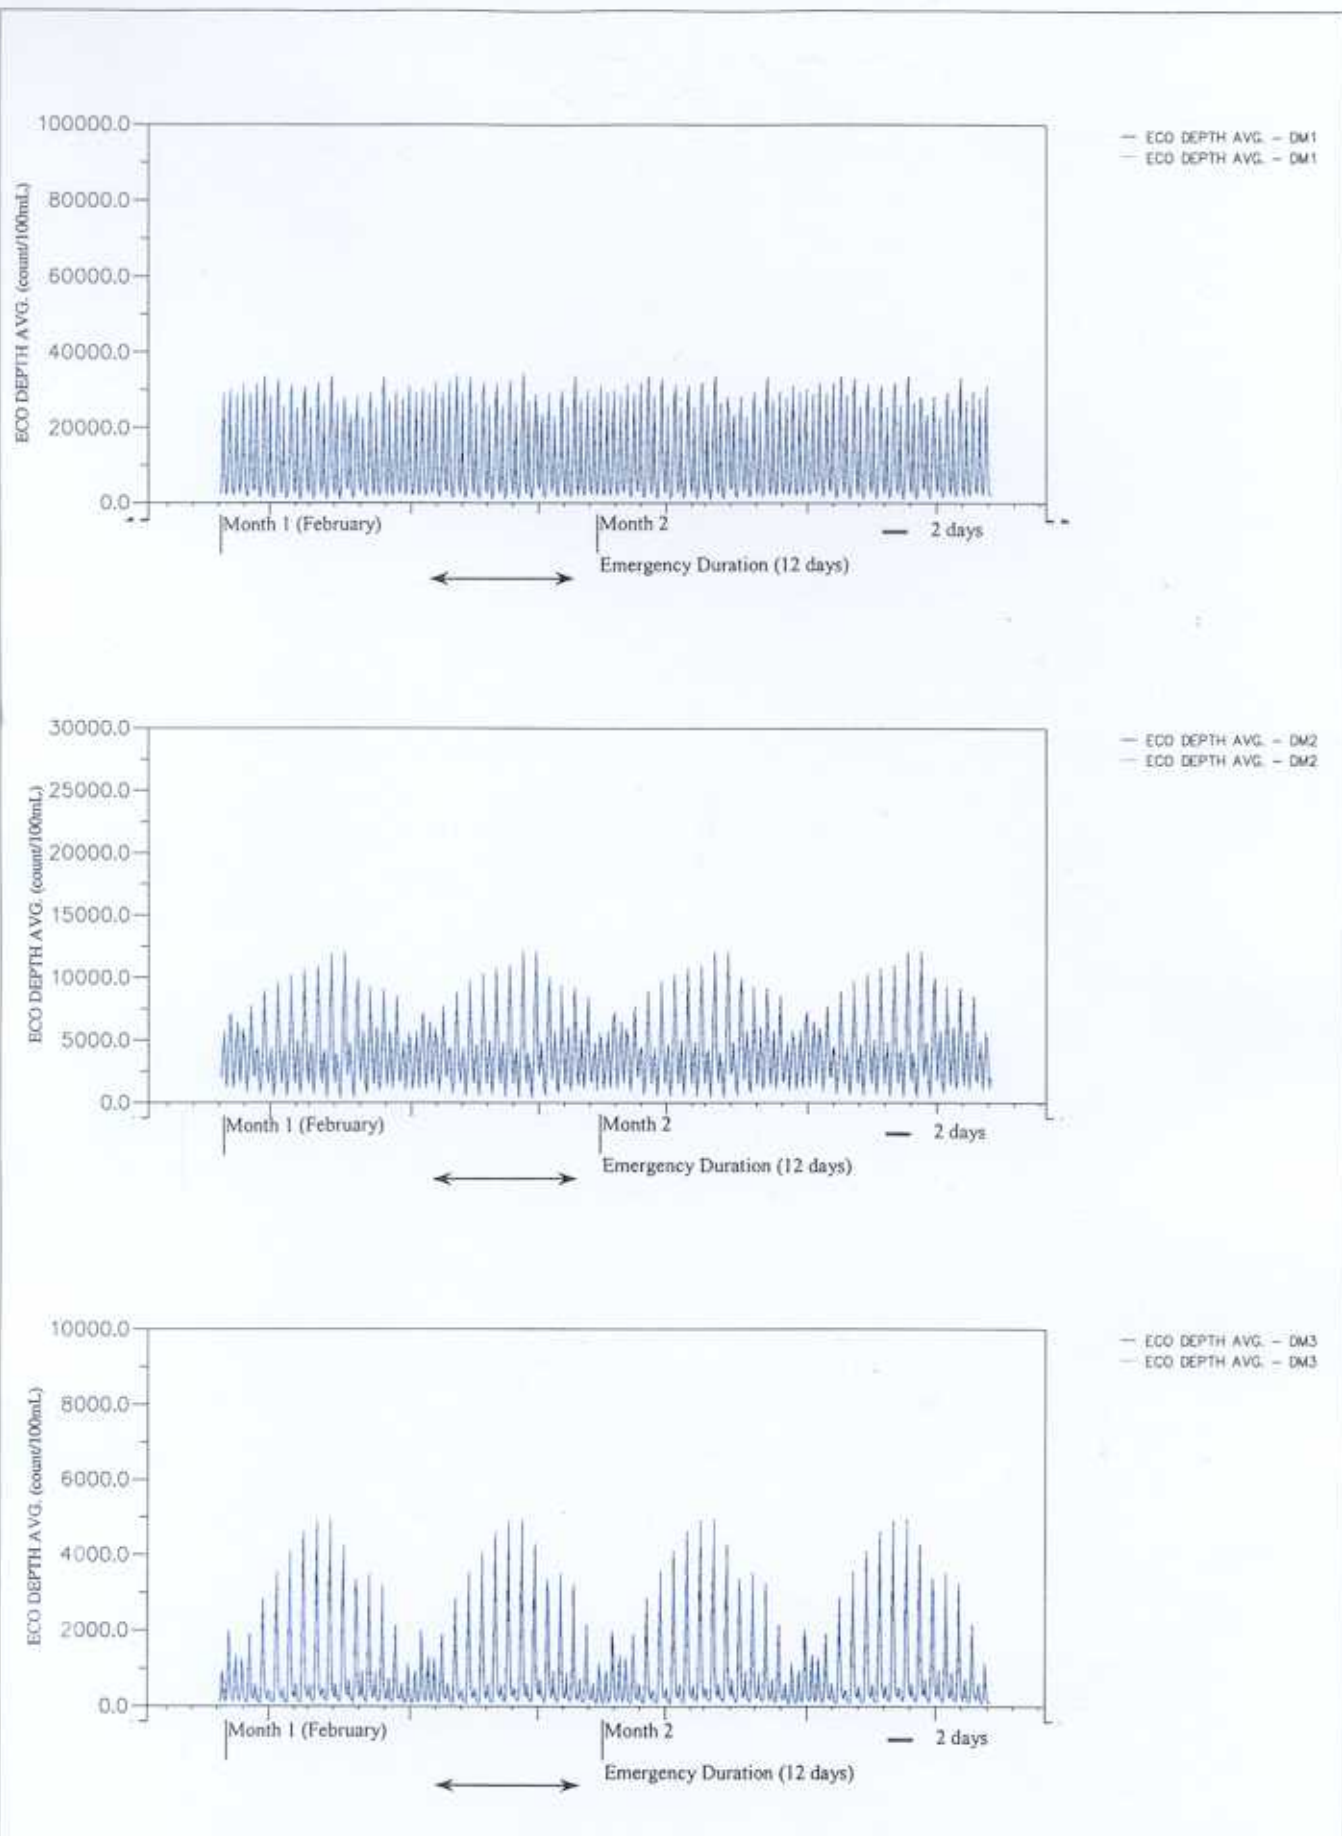 100000.0
80000.0
60000.0
40000.0
20000.0
0.0
ECO DEPTH AVG. (count/100mL)
— ECO DEPTH AVG. - DM1
— ECO DEPTH AVG. - DM1
Month 1 (February)
Month 2
2 days
Emergency Duration (12 days)
30000.0
25000.0
20000.0
15000.0
10000.0
5000.0
0.0
ECO DEPTH AVG. (count/100mL)
— ECO DEPTH AVG. - DM2
— ECO DEPTH AVG. - DM2
Month 1 (February)
Month 2
2 days
Emergency Duration (12 days)
10000.0
8000.0
6000.0
4000.0
2000.0
0.0
ECO DEPTH AVG. (count/100mL)
— ECO DEPTH AVG. - DM3
— ECO DEPTH AVG. - DM3
Month 1 (February)
Month 2
2 days
Emergency Duration (12 days)